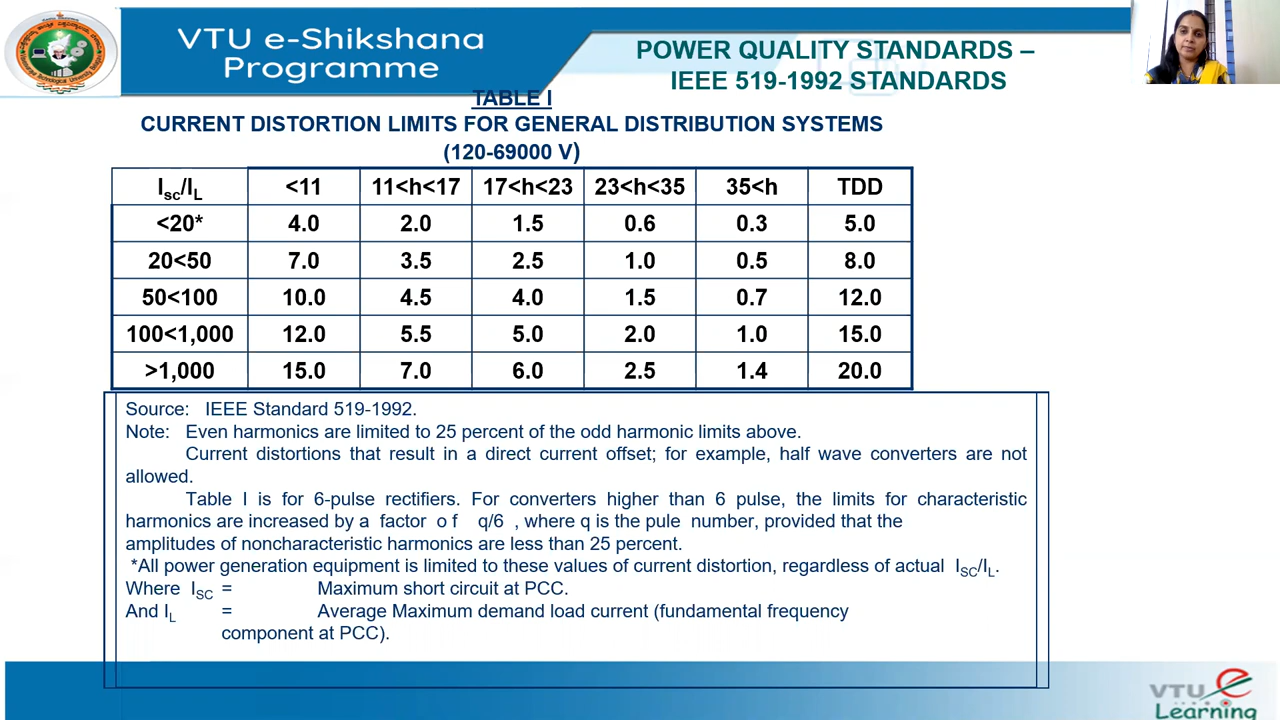 VTU e-Shikshana
Programme
POWER QUALITY STANDARDS –
IEEE 519-1992 STANDARDS
TABLE I
CURRENT DISTORTION LIMITS FOR GENERAL DISTRIBUTION SYSTEMS
(120-69000 V)
Isc/IL <11 11<h<17 17<h<23 23<h<35 35<h TDD
<20* 4.0 2.0 1.5 0.6 0.3 5.0
20<50 7.0 3.5 2.5 1.0 0.5 8.0
50<100 10.0 4.5 4.0 1.5 0.7 12.0
100<1,000 12.0 5.5 5.0 2.0 1.0 15.0
>1,000 15.0 7.0 6.0 2.5 1.4 20.0
Source: IEEE Standard 519-1992.
Note: Even harmonics are limited to 25 percent of the odd harmonic limits above.
Current distortions that result in a direct current offset; for example, half wave converters are not
allowed.
Table I is for 6-pulse rectifiers. For converters higher than 6 pulse, the limits for characteristic
harmonics are increased by a factor o f q/6 , where q is the pule number, provided that the
amplitudes of noncharacteristic harmonics are less than 25 percent.
*All power generation equipment is limited to these values of current distortion, regardless of actual ISC/IL.
Where ISC = Maximum short circuit at PCC.
And IL = Average Maximum demand load current (fundamental frequency
component at PCC).
VTU e
Learning